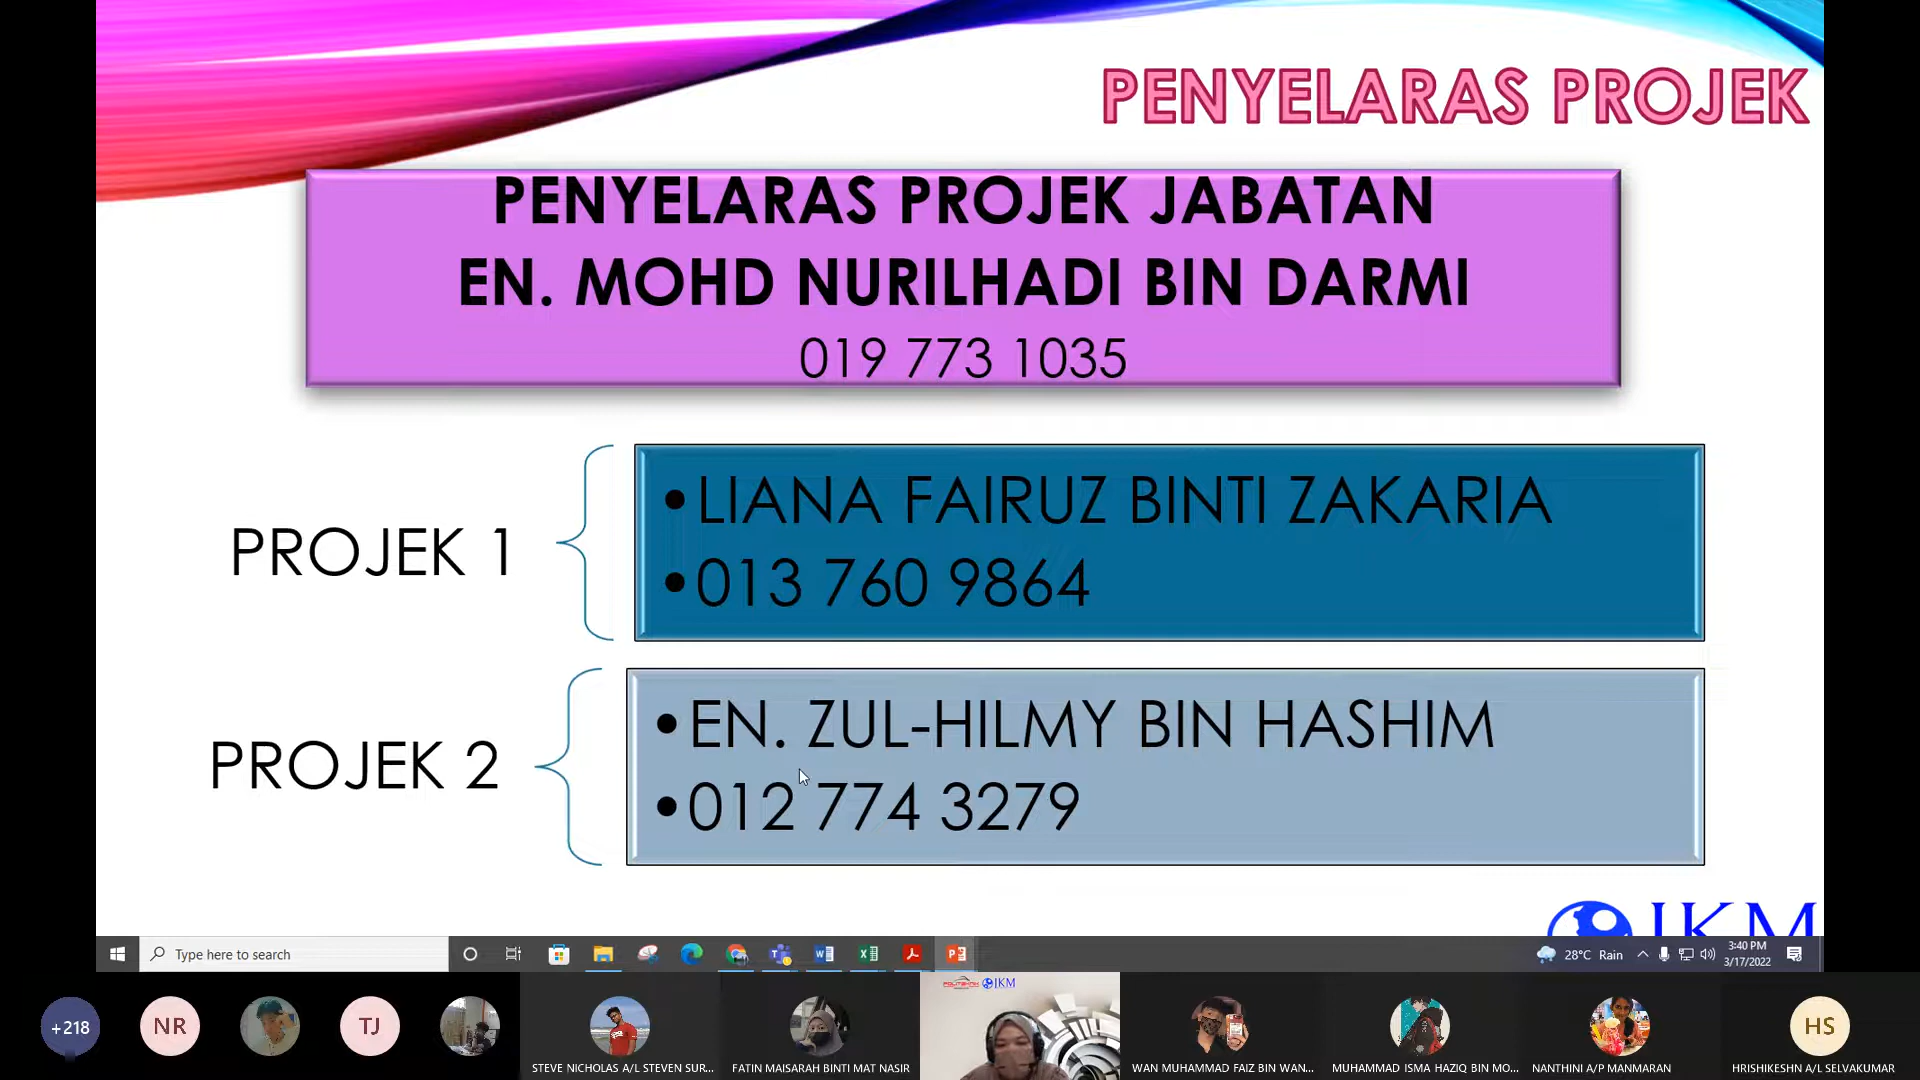 PENYELARAS PROJEK
PENYELARAS PROJEK JABATAN
EN. MOHD NURILHADI BIN DARMI
019 773 1035
PROJEK 1
•LIANA FAIRUZ BINTI ZAKARIA
•013 760 9864
PROJEK 2
•EN. ZUL-HILMY BIN HASHIM
•012 774 3279
JKM
Type here to search
28°C Rain
3:40 PM
3/17/2022
POLITEKNIK JKM
+218
NR
TJ
HS
STEVE NICHOLAS A/L STEVEN SUR...
FATIN MAISARAH BINTI MAT NASIR
WAN MUHAMMAD FAIZ BIN WAN...
MUHAMMAD ISMA HAZIQ BIN MO...
NANTHINI A/P MANMARAN
HRISHIKESHN A/L SELVAKUMAR